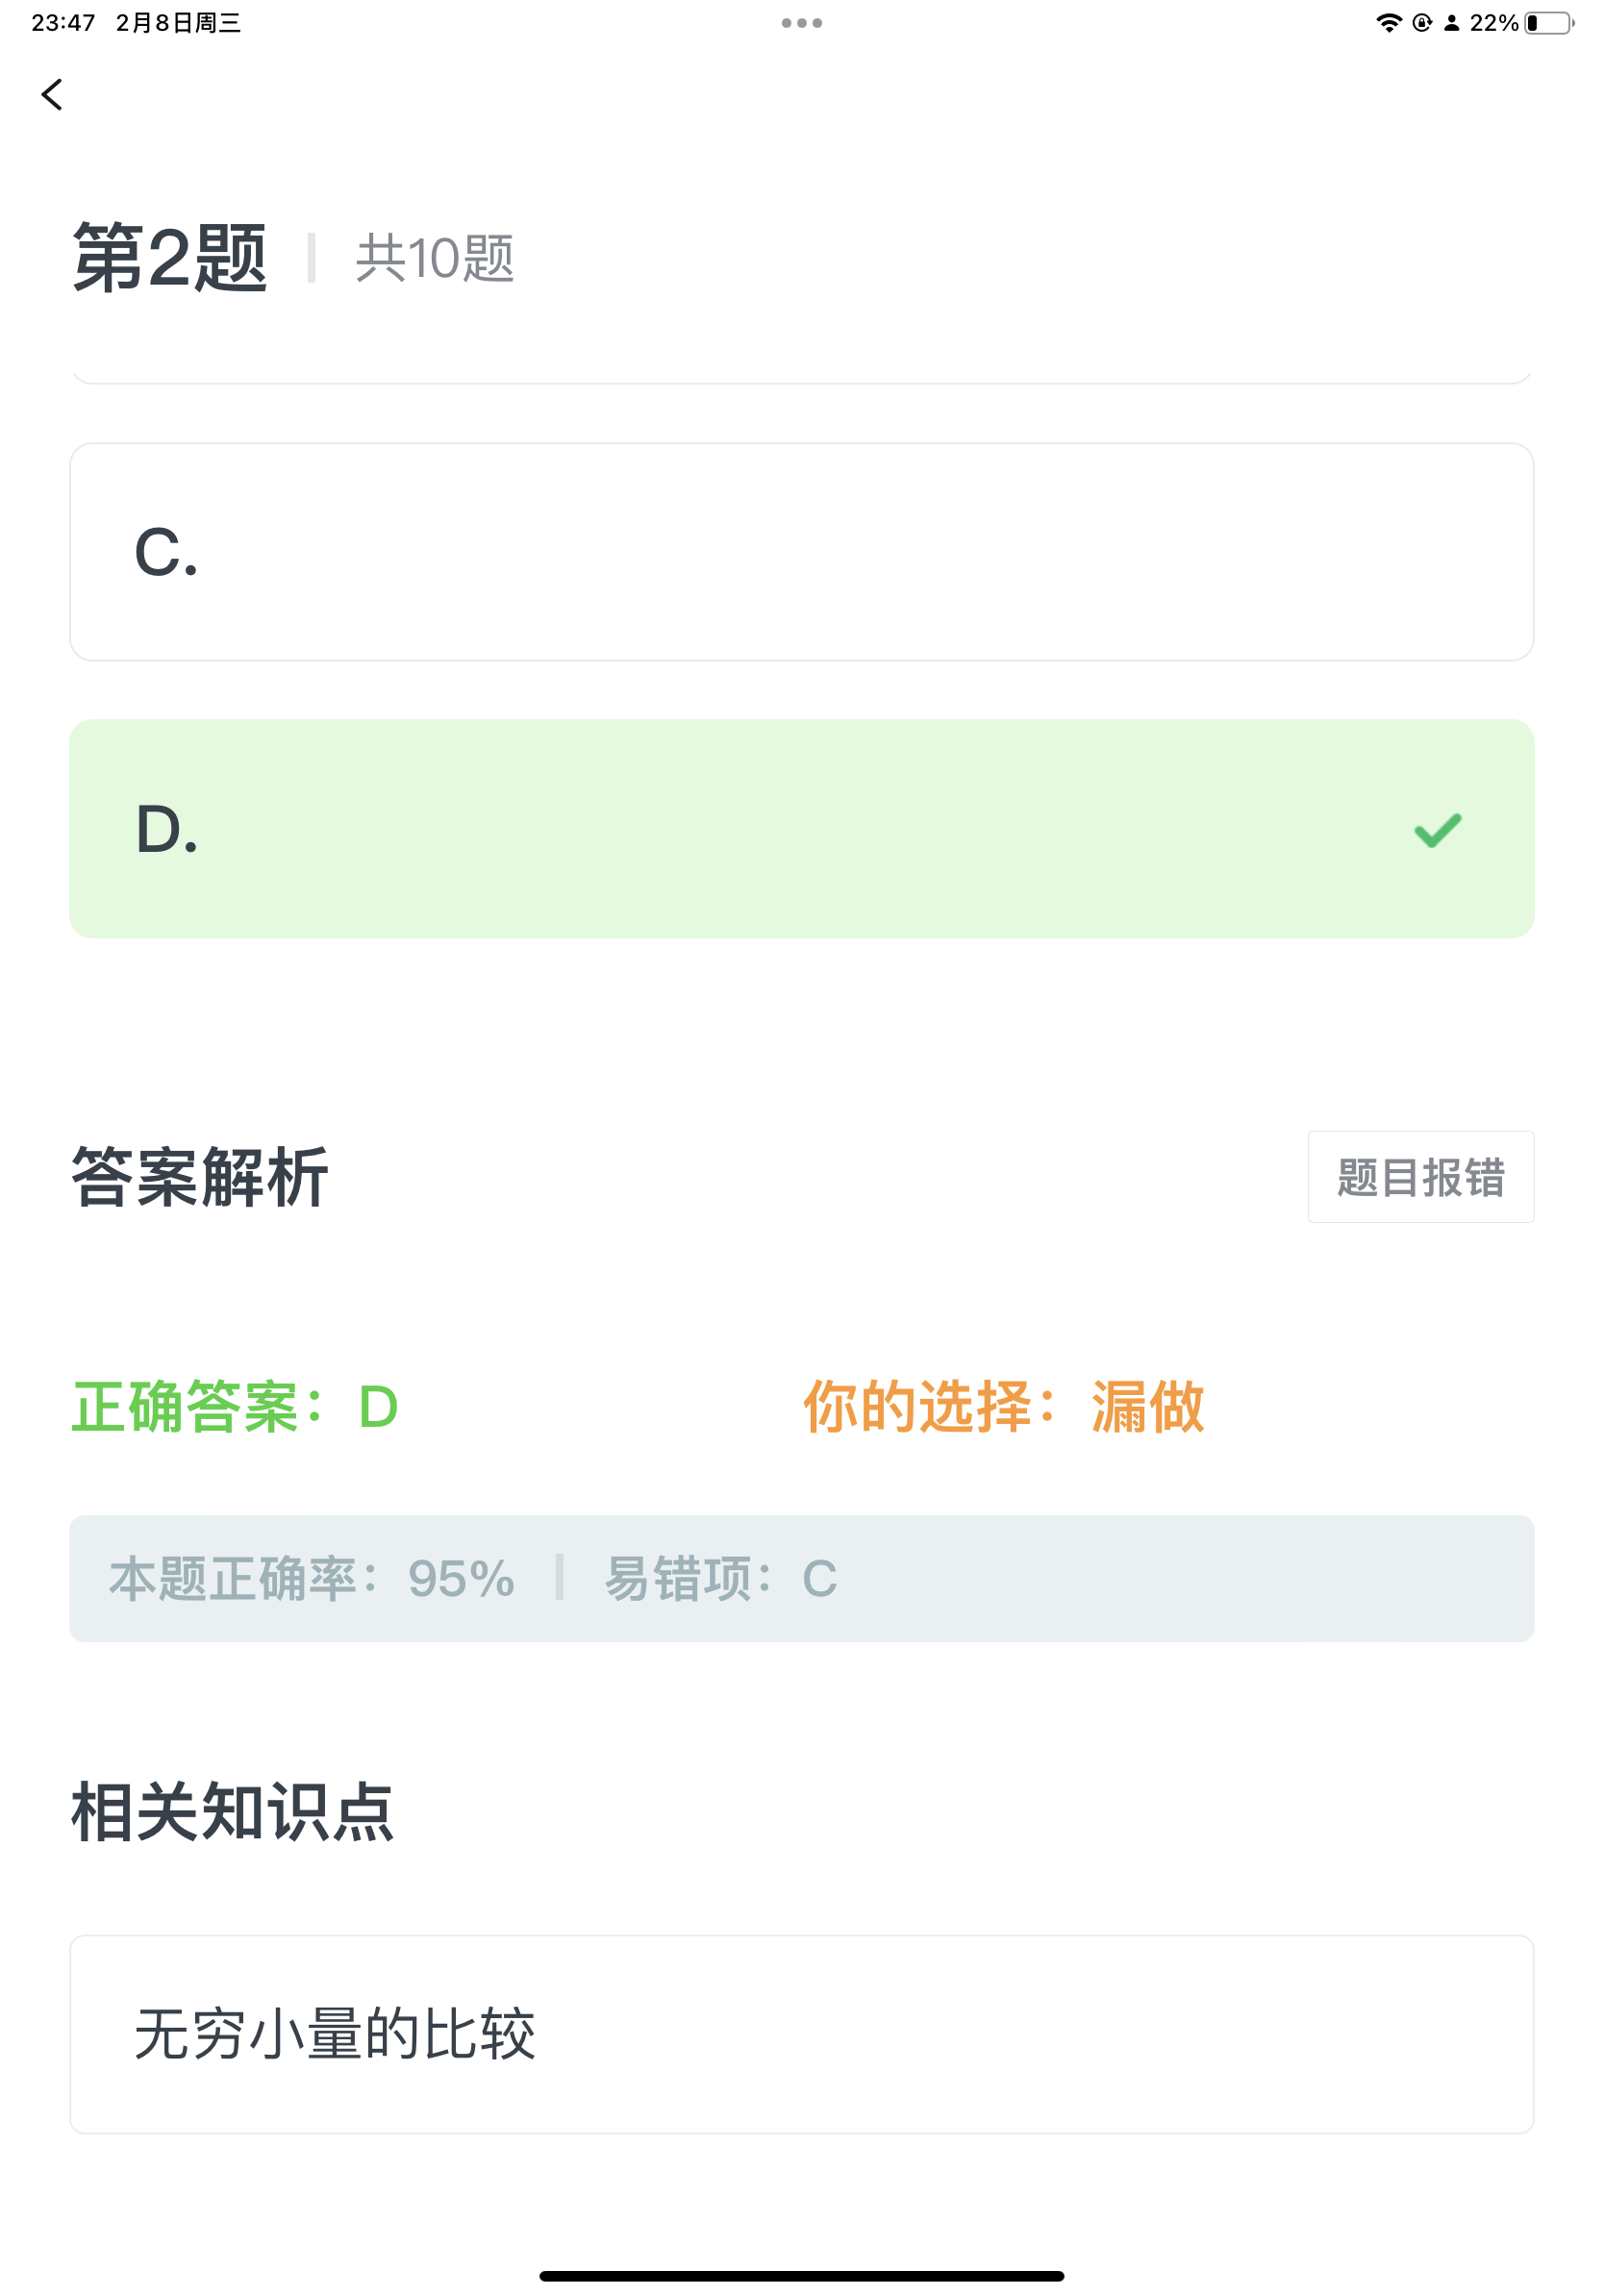 23:47 2月8日周三
22%
第2题 共10题
C.
D.
答案解析
题目报错
正确答案：D 你的选择：漏做
本题正确率：95% 易错项：C
相关知识点
无穷小量的比较